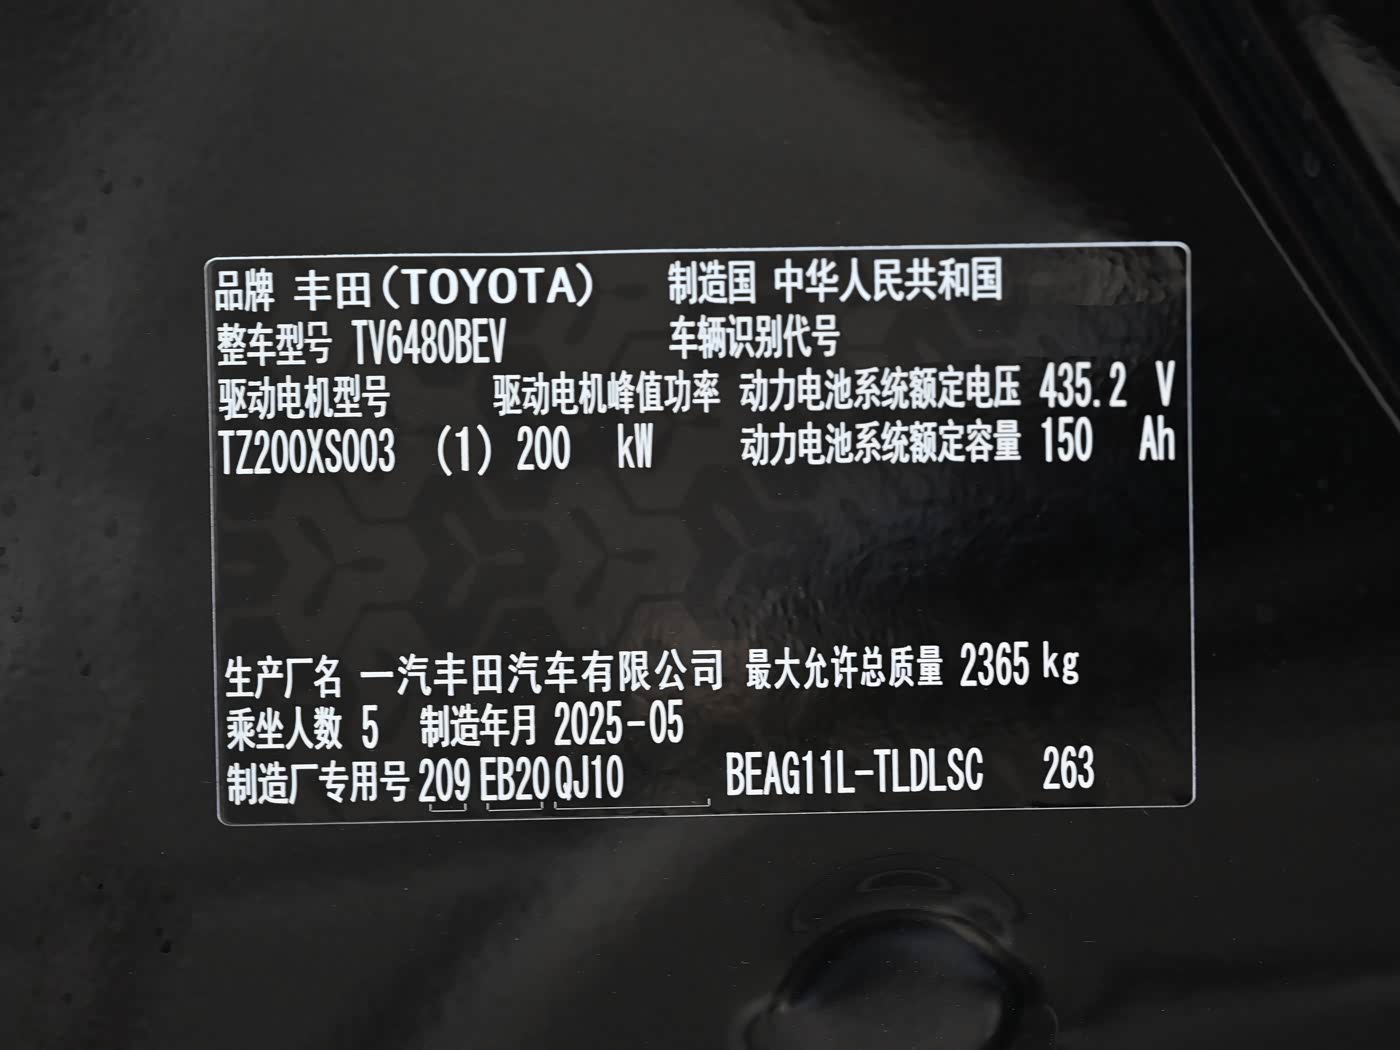 品牌 丰田(TOYOTA) 制造国 中华人民共和国
整车型号 TV6480BEV 车辆识别代号
驱动电机型号 驱动电机峰值功率 动力电池系统额定电压 435.2 V
TZ200XS003 (1) 200 kW 动力电池系统额定容量 150 Ah
生产厂名 一汽丰田汽车有限公司 最大允许总质量 2365 kg
乘坐人数 5 制造年月 2025-05
制造厂专用号 209 EB20 QJ10 BEAG11L-TLDLSC 263